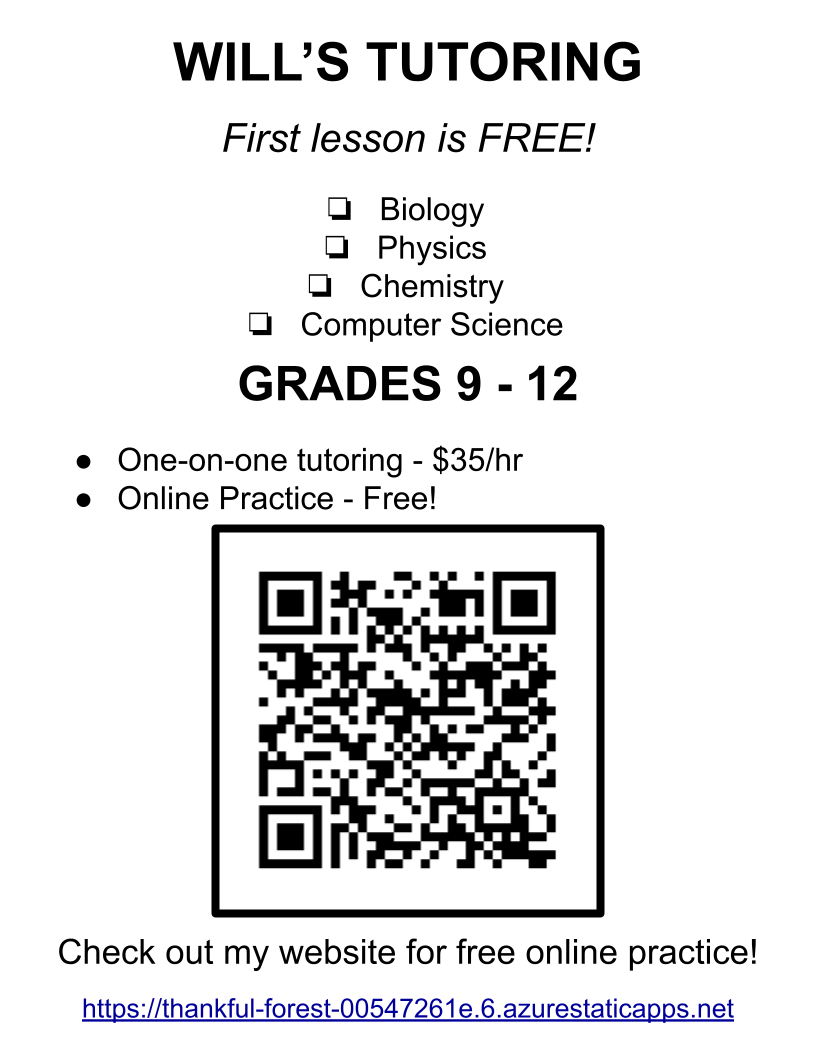 WILL’S TUTORING
First lesson is FREE!
❏ Biology
❏ Physics
❏ Chemistry
❏ Computer Science
GRADES 9 - 12
● One-on-one tutoring - $35/hr
● Online Practice - Free!
Check out my website for free online practice!
https://thankful-forest-00547261e.6.azurestaticapps.net